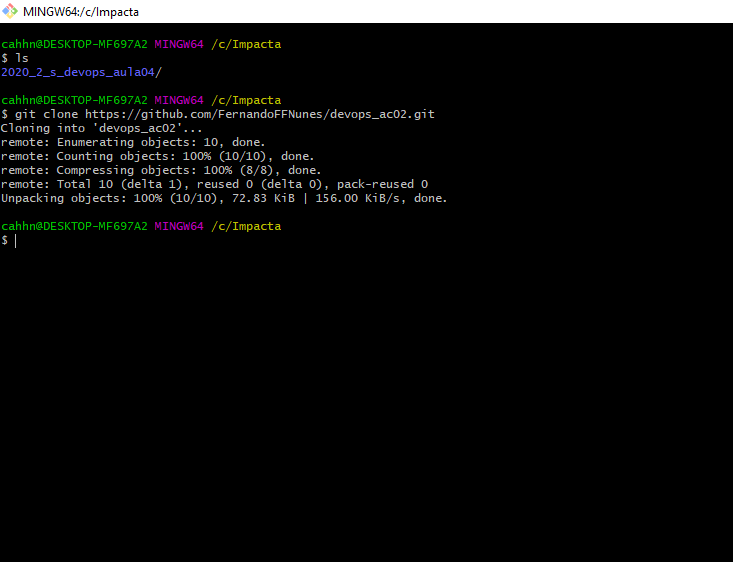 MINGW64:/c/Impacta
cahhn@DESKTOP-MF697A2 MINGW64 /c/Impacta
$ ls
2020_2_s_devops_aula04/
cahhn@DESKTOP-MF697A2 MINGW64 /c/Impacta
$ git clone https://github.com/FernandoFFNunes/devops_ac02.git
Cloning into 'devops_ac02'...
remote: Enumerating objects: 10, done.
remote: Counting objects: 100% (10/10), done.
remote: Compressing objects: 100% (8/8), done.
remote: Total 10 (delta 1), reused 0 (delta 0), pack-reused 0
Unpacking objects: 100% (10/10), 72.83 KiB | 156.00 KiB/s, done.
cahhn@DESKTOP-MF697A2 MINGW64 /c/Impacta
$